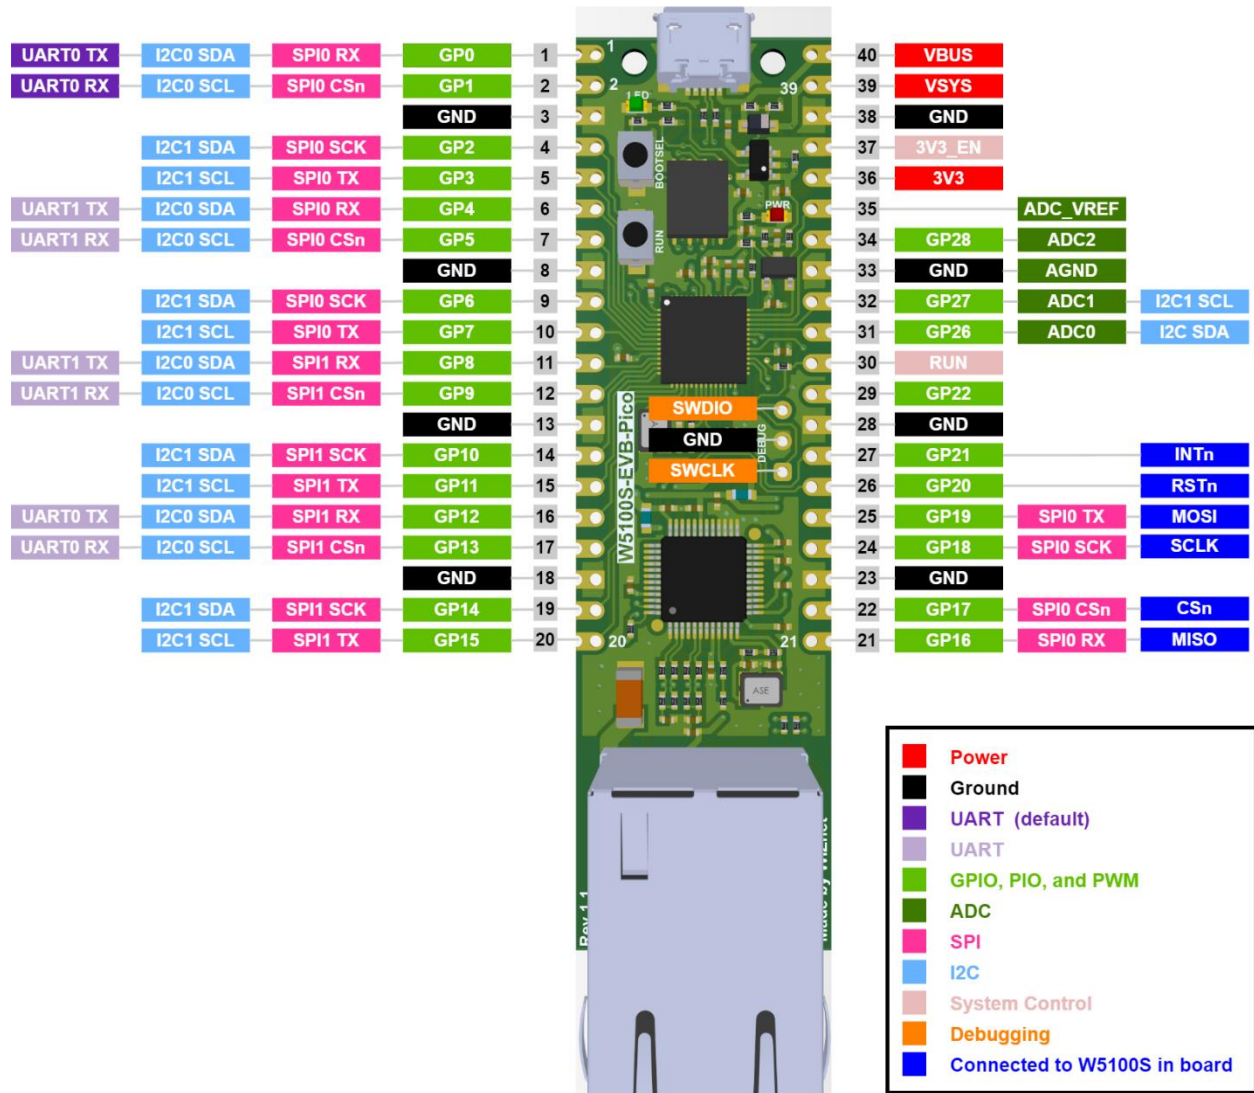 UART0 TX I2C0 SDA SPI0 RX GP0 1 1 40 VBUS
UART0 RX I2C0 SCL SPI0 CSn GP1 2 2 39 39 VSYS
LED
GND 3 38 GND
I2C1 SDA SPI0 SCK GP2 4 BOOTSEL 37 3V3_EN
I2C1 SCL SPI0 TX GP3 5 36 3V3
UART1 TX I2C0 SDA SPI0 RX GP4 6 PWR 35 ADC_VREF
UART1 RX I2C0 SCL SPI0 CSn GP5 7 RUN 34 GP28 ADC2
GND 8 33 GND AGND
I2C1 SDA SPI0 SCK GP6 9 32 GP27 ADC1 I2C1 SCL
I2C1 SCL SPI0 TX GP7 10 31 GP26 ADC0 I2C SDA
UART1 TX I2C0 SDA SPI1 RX GP8 11 30 RUN
UART1 RX I2C0 SCL SPI1 CSn GP9 12 29 GP22
SWDIO
GND 13 GND DEBUG 28 GND
I2C1 SDA SPI1 SCK GP10 14 SWCLK 27 GP21 INTn
W5100S-EVB-Pico
I2C1 SCL SPI1 TX GP11 15 26 GP20 RSTn
UART0 TX I2C0 SDA SPI1 RX GP12 16 25 GP19 SPI0 TX MOSI
UART0 RX I2C0 SCL SPI1 CSn GP13 17 24 GP18 SPI0 SCK SCLK
GND 18 23 GND
I2C1 SDA SPI1 SCK GP14 19 22 GP17 SPI0 CSn CSn
I2C1 SCL SPI1 TX GP15 20 20 21 21 GP16 SPI0 RX MISO
ASE
Rev 1.1
Made by WIZnet
Power
Ground
UART (default)
UART
GPIO, PIO, and PWM
ADC
SPI
I2C
System Control
Debugging
Connected to W5100S in board